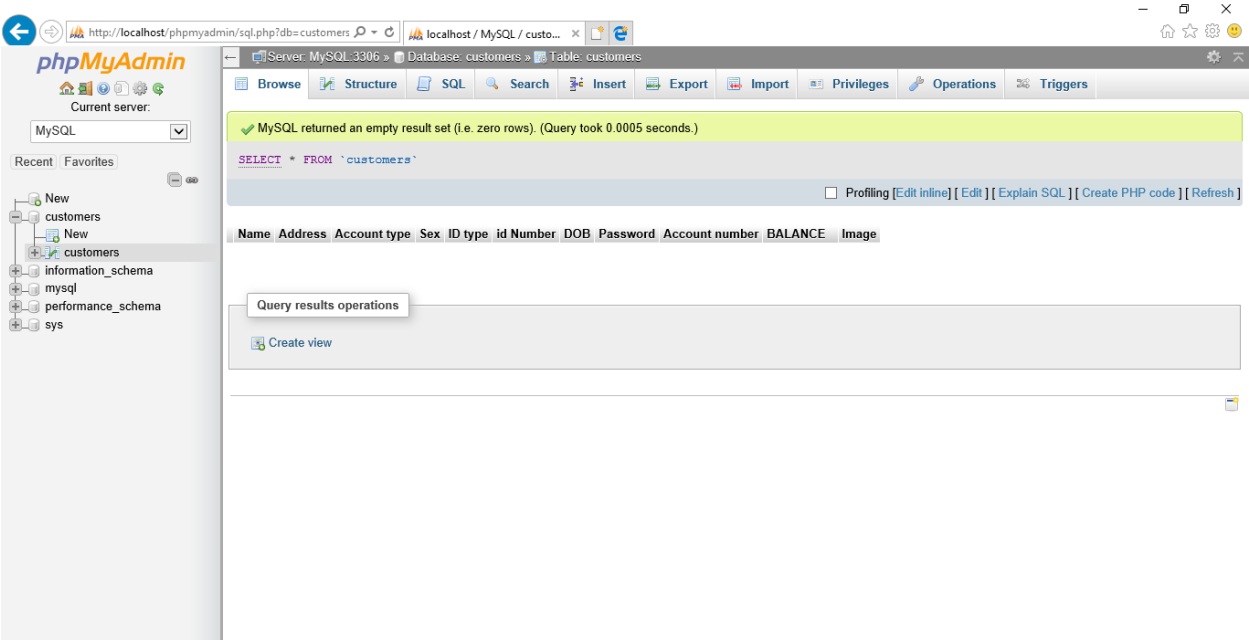 http://localhost/phpmyadmin/sql.php?db=customers
localhost / MySQL / custo...
phpMyAdmin
Current server:
MySQL
Recent Favorites
New
customers
New
customers
information_schema
mysql
performance_schema
sys
Server: MySQL:3306 » Database: customers » Table: customers
Browse Structure SQL Search Insert Export Import Privileges Operations Triggers
MySQL returned an empty result set (i.e. zero rows). (Query took 0.0005 seconds.)
SELECT * FROM `customers`
Profiling [Edit inline] [ Edit ] [ Explain SQL ] [ Create PHP code ] [ Refresh ]
Name Address Account type Sex ID type id Number DOB Password Account number BALANCE Image
Query results operations
Create view